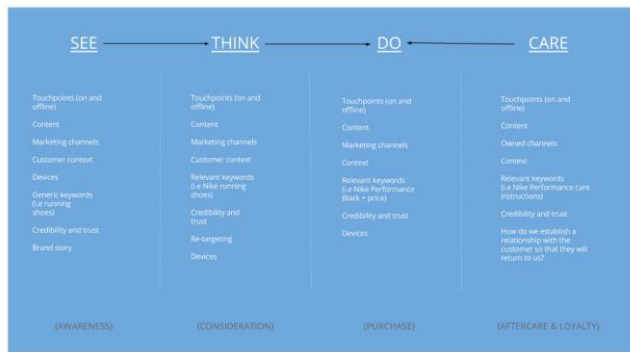 SEE
THINK
DO
CARE
Touchpoints (on and
offline)
Content
Marketing channels
Customer context
Devices
Generic keywords
(i.e running
shoes)
Credibility and trust
Brand story
Touchpoints (on and
offline)
Content
Marketing channels
Customer context
Relevant keywords
(i.e Nike running
shoes)
Credibility and
trust
Re-targeting
Devices
Touchpoints (on and
offline)
Content
Marketing channels
Context
Relevant keywords
(i.e Nike Performance
Black + price)
Credibility and trust
Devices
Touchpoints (on and
offline)
Content
Owned channels
Context
Relevant keywords
(i.e Nike Performance care
instructions)
Credibility and trust
How do we establish a
relationship with the
customer so that they will
return to us?
(AWARENESS)
(CONSIDERATION)
(PURCHASE)
(AFTERCARE & LOYALTY)